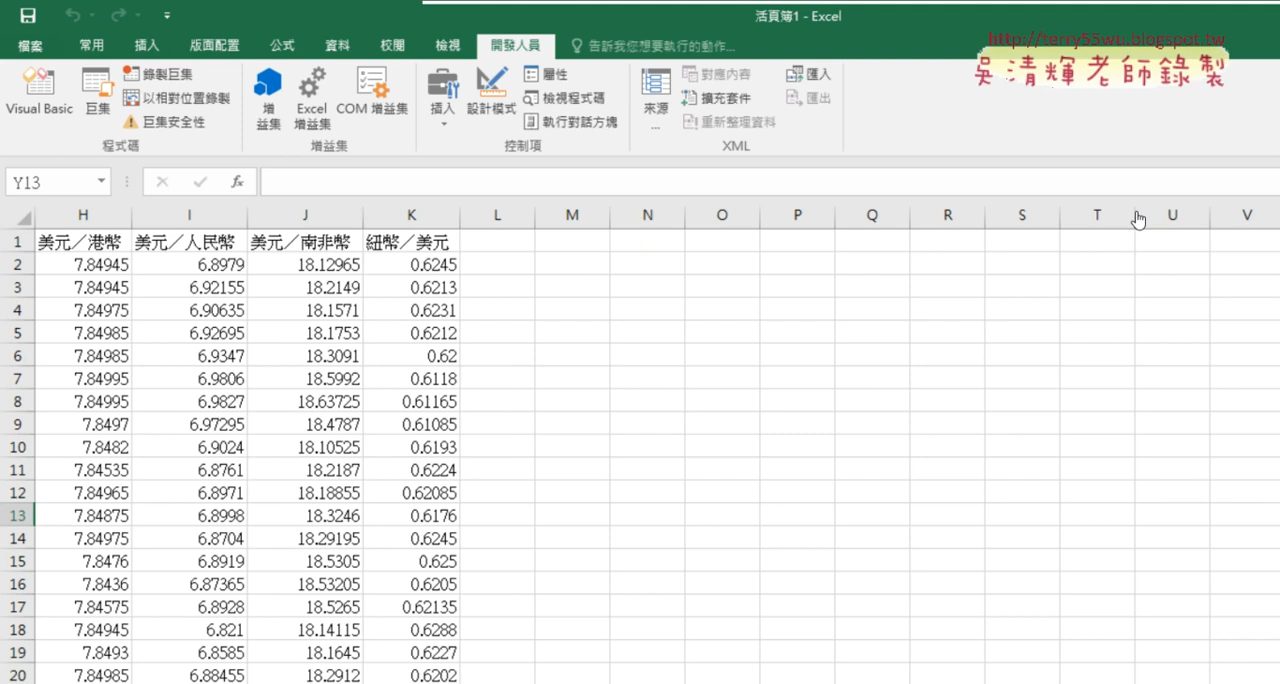 活頁簿1 - Excel
http://terry55wu.blogspot.tw
吳清輝老師錄製
檔案 常用 插入 版面配置 公式 資料 校閱 檢視 開發人員 告訴我您想要執行的動作...
Visual Basic 巨集 錄製巨集 以相對位置錄製 巨集安全性
增益集 Excel 增益集 COM 增益集
插入 設計模式 屬性 檢視程式碼 執行對話方塊
來源... 對應內容 擴充套件 重新整理資料 匯入 匯出
程式碼 增益集 控制項 XML
Y13 fx
H I J K L M N O P Q R S T U V
1 美元／港幣 美元／人民幣 美元／南非幣 紐幣／美元
2 7.84945 6.8979 18.12965 0.6245
3 7.84945 6.92155 18.2149 0.6213
4 7.84975 6.90635 18.1571 0.6231
5 7.84985 6.92695 18.1753 0.6212
6 7.84985 6.9347 18.3091 0.62
7 7.84995 6.9806 18.5992 0.6118
8 7.84995 6.9827 18.63725 0.61165
9 7.8497 6.97295 18.4787 0.61085
10 7.8482 6.9024 18.10525 0.6193
11 7.84535 6.8761 18.2187 0.6224
12 7.84965 6.8971 18.18855 0.62085
13 7.84875 6.8998 18.3246 0.6176
14 7.84975 6.8704 18.29195 0.6245
15 7.8476 6.8919 18.5305 0.625
16 7.8436 6.87365 18.53205 0.6205
17 7.84575 6.8928 18.5265 0.62135
18 7.84945 6.821 18.14115 0.6288
19 7.8493 6.8585 18.1645 0.6227
20 7.84985 6.88455 18.2912 0.6202